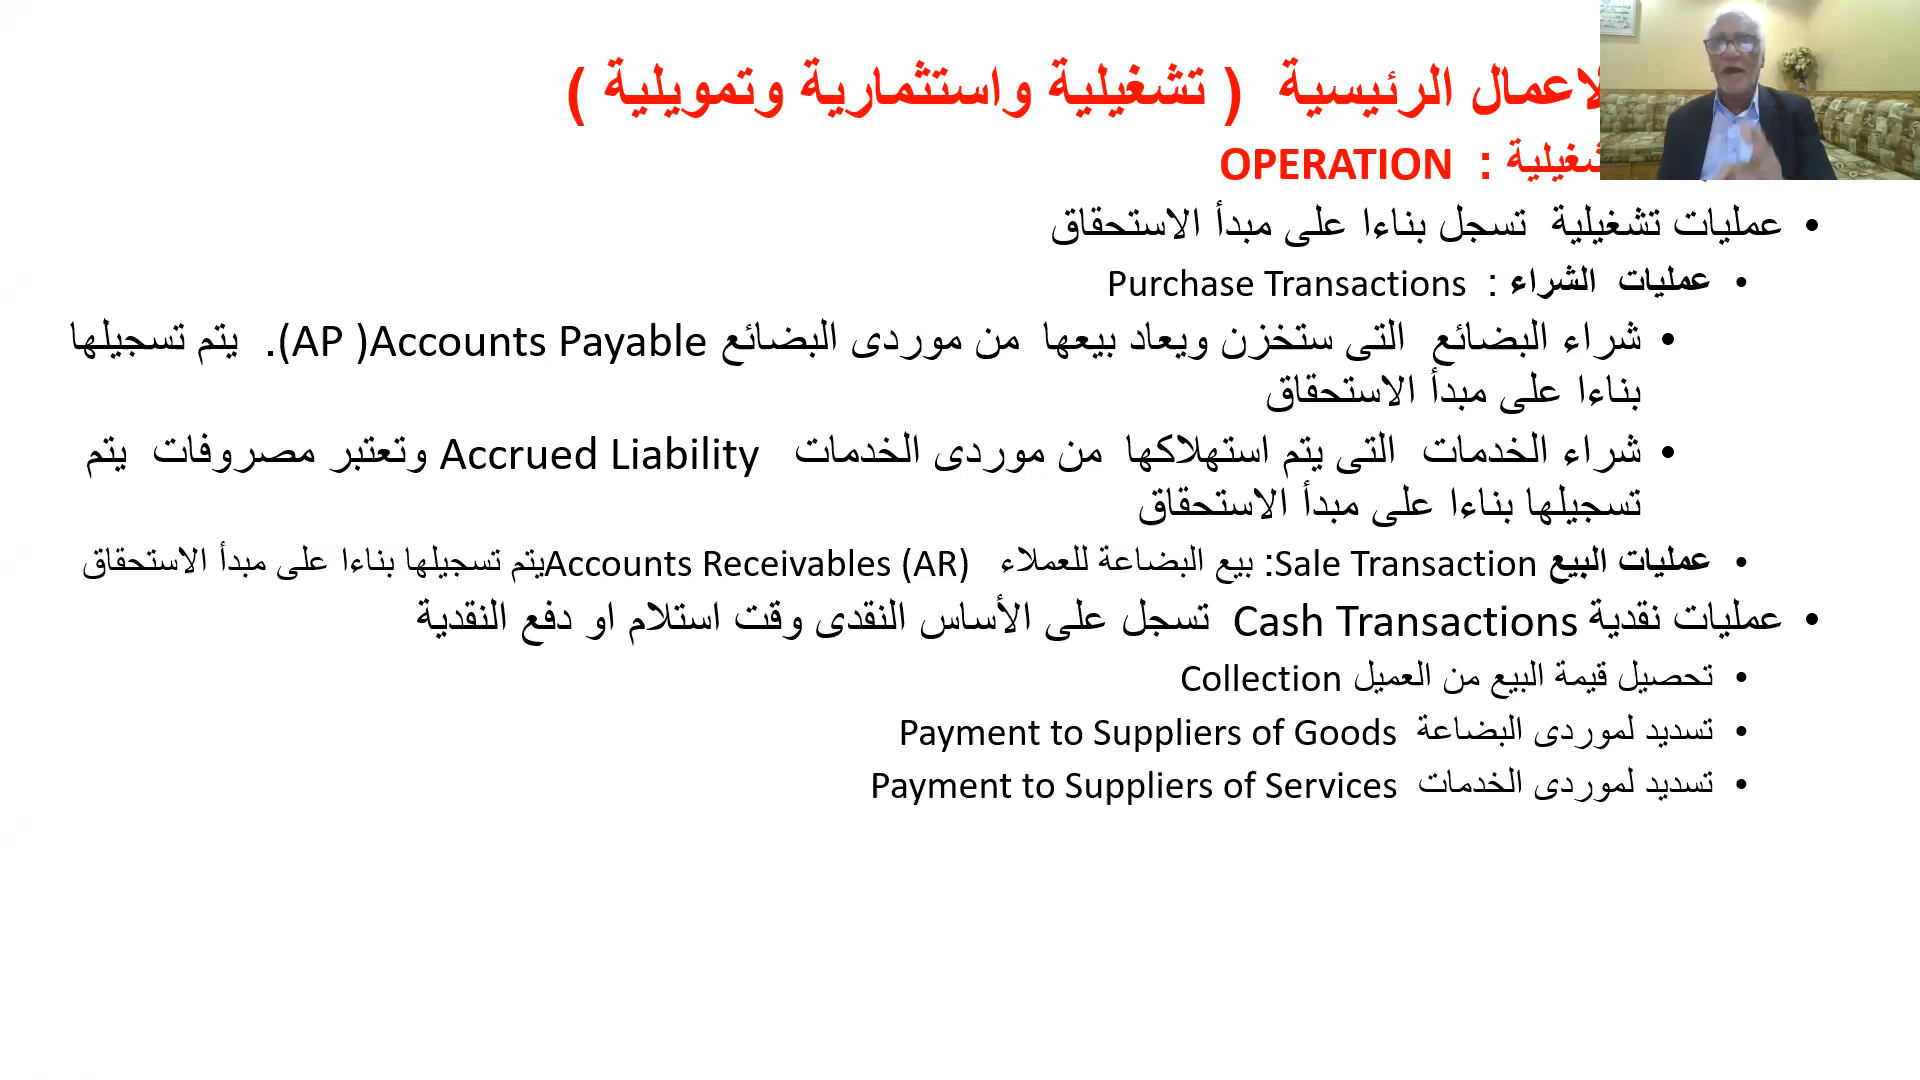 الاعمال الرئيسية ( تشغيلية واستثمارية وتمويلية )
: OPERATION
• عمليات تشغيلية تسجل بناءا على مبدأ الاستحقاق
• عمليات الشراء : Purchase Transactions
• شراء البضائع التى ستخزن ويعاد بيعها من موردى البضائع Accounts Payable( AP). يتم تسجيلها
بناءا على مبدأ الاستحقاق
• شراء الخدمات التى يتم استهلاكها من موردى الخدمات Accrued Liability وتعتبر مصروفات يتم
تسجيلها بناءا على مبدأ الاستحقاق
• عمليات البيع Sale Transaction: بيع البضاعة للعملاء Accounts Receivables (AR)يتم تسجيلها بناءا على مبدأ الاستحقاق
• عمليات نقدية Cash Transactions تسجل على الأساس النقدى وقت استلام او دفع النقدية
• تحصيل قيمة البيع من العميل Collection
• تسديد لموردى البضاعة Payment to Suppliers of Goods
• تسديد لموردى الخدمات Payment to Suppliers of Services